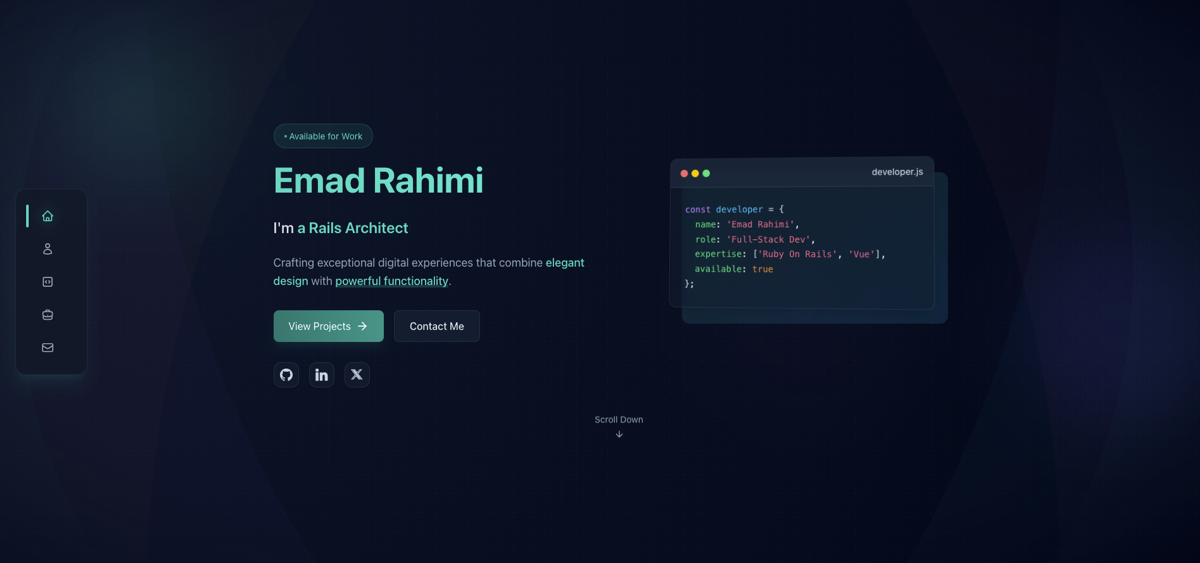 • Available for Work
Emad Rahimi
I'm a Rails Architect
Crafting exceptional digital experiences that combine elegant
design with powerful functionality.
View Projects →
Contact Me
developer.js
const developer = {
  name: 'Emad Rahimi',
  role: 'Full-Stack Dev',
  expertise: ['Ruby On Rails', 'Vue'],
  available: true
};
Scroll Down
↓